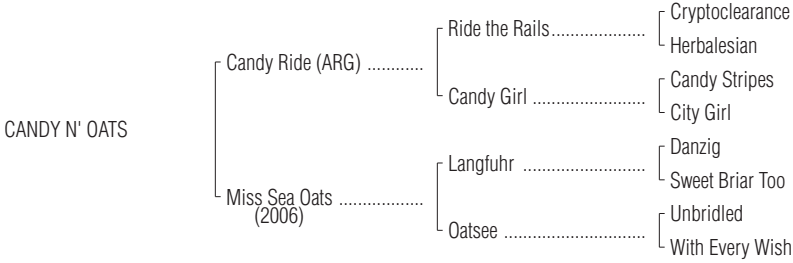 Cryptoclearance
Ride the Rails....................
Herbalesian
Candy Ride (ARG) ............
Candy Stripes
Candy Girl ........................
City Girl
CANDY N' OATS
Danzig
Langfuhr ..........................
Sweet Briar Too
Miss Sea Oats ..................
(2006)
Unbridled
Oatsee ..............................
With Every Wish